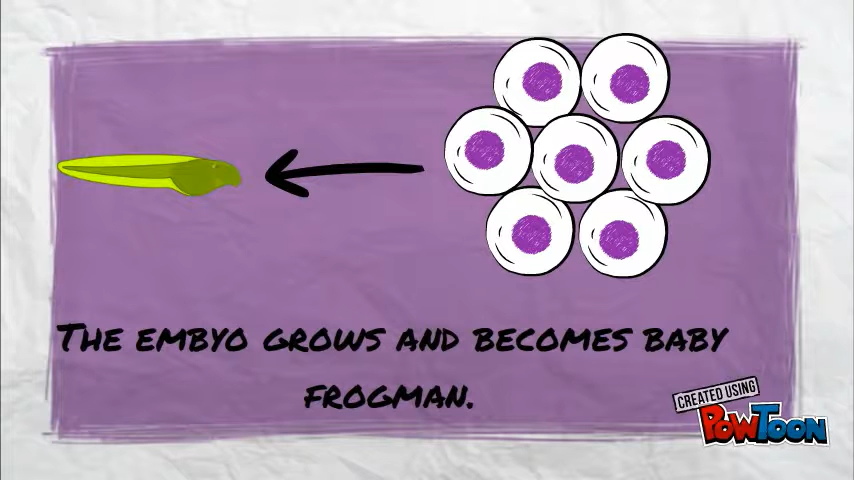 THE EMBYO GROWS AND BECOMES BABY
FROGMAN.
CREATED USING
POWTOON